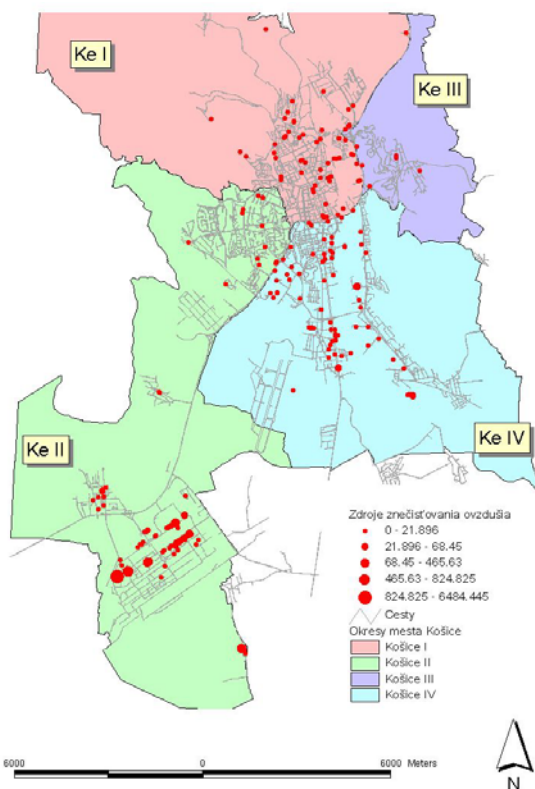 Ke I
Ke III
Ke II
Ke IV
Zdroje znečisťovania ovzdušia
0 - 21.896
21.896 - 68.45
68.45 - 465.63
465.63 - 824.825
824.825 - 6484.445
Cesty
Okresy mesta Košice
Košice I
Košice II
Košice III
Košice IV
6000 0 6000 Meters
N